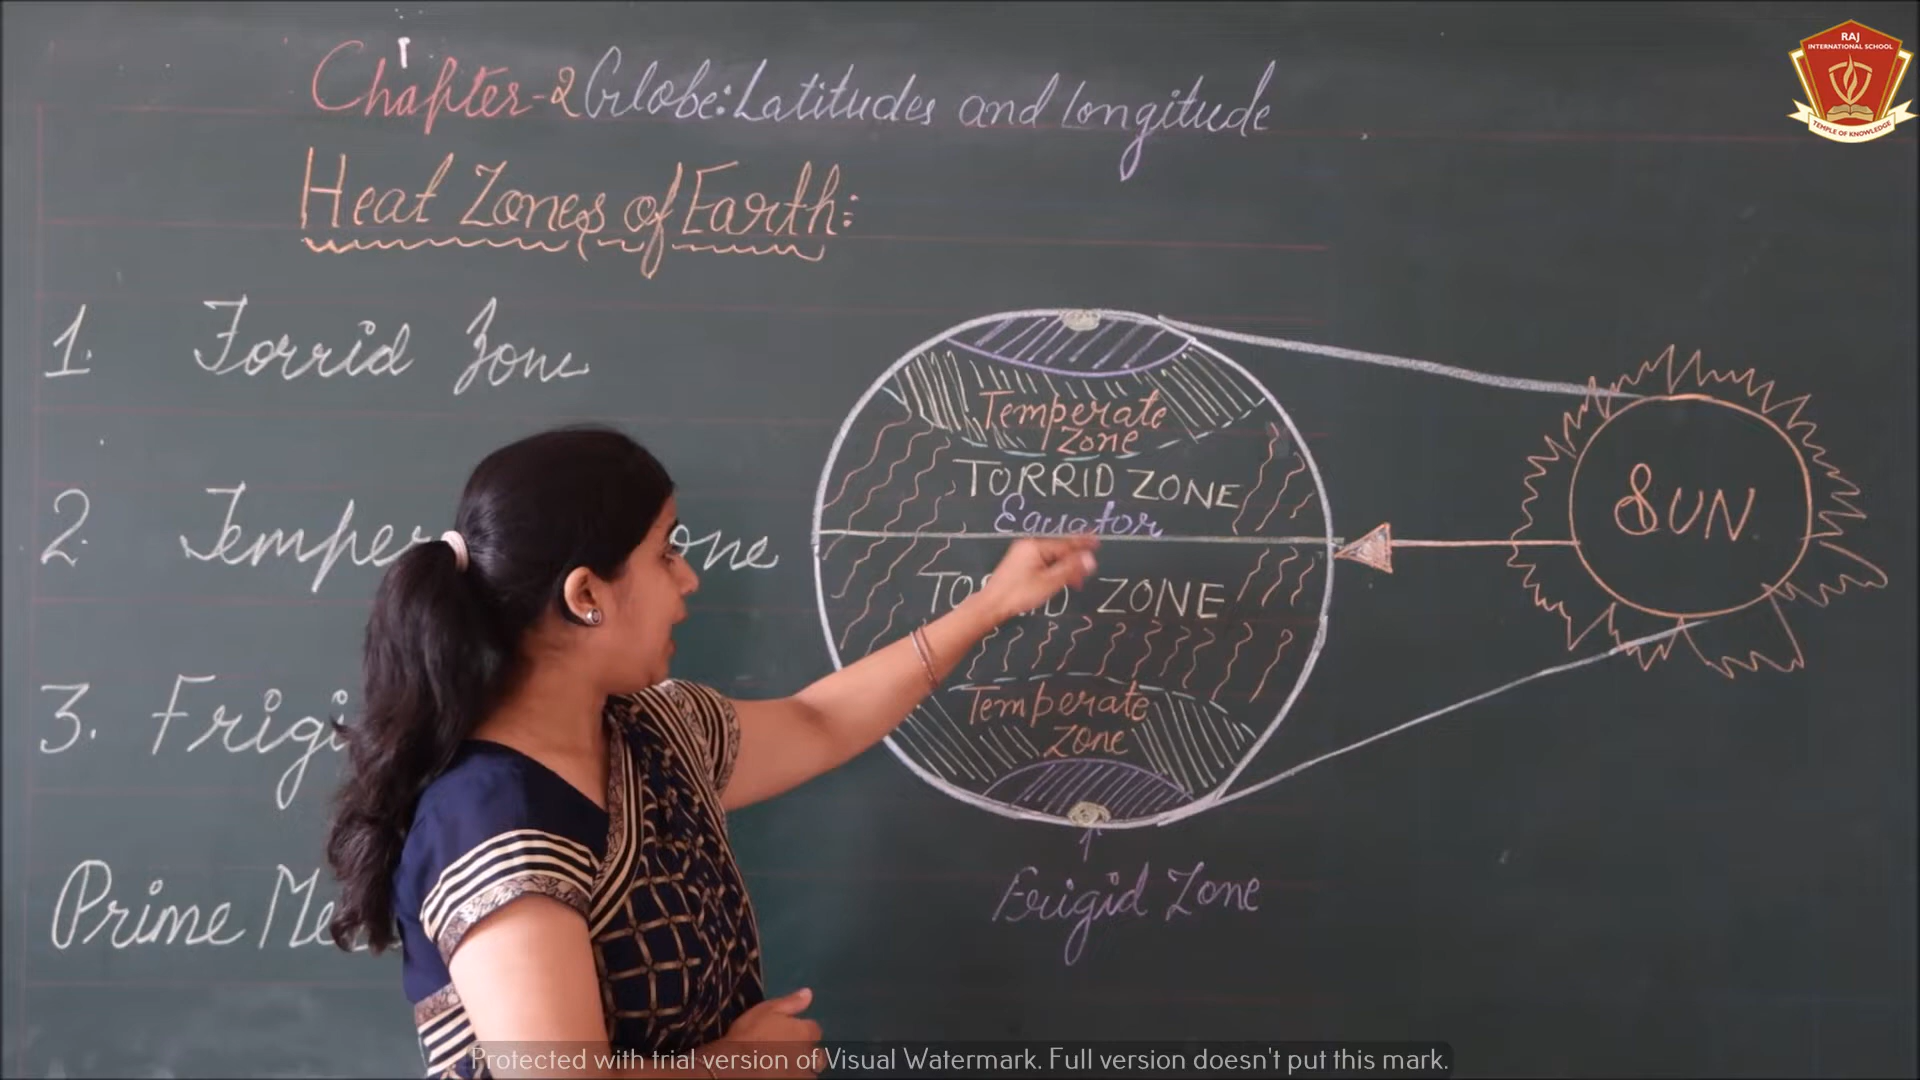 Chapter-2 Globe: Latitudes and Longitude
Heat Zones of Earth:
1. Torrid Zone
2. Temper one
3. Frigi
Prime Me
Temperate
Zone
TORRID ZONE
Equator
TO ID ZONE
Temperate
Zone
Frigid Zone
SUN
RAJ
INTERNATIONAL SCHOOL
TEMPLE OF KNOWLEDGE
Protected with trial version of Visual Watermark. Full version doesn't put this mark.